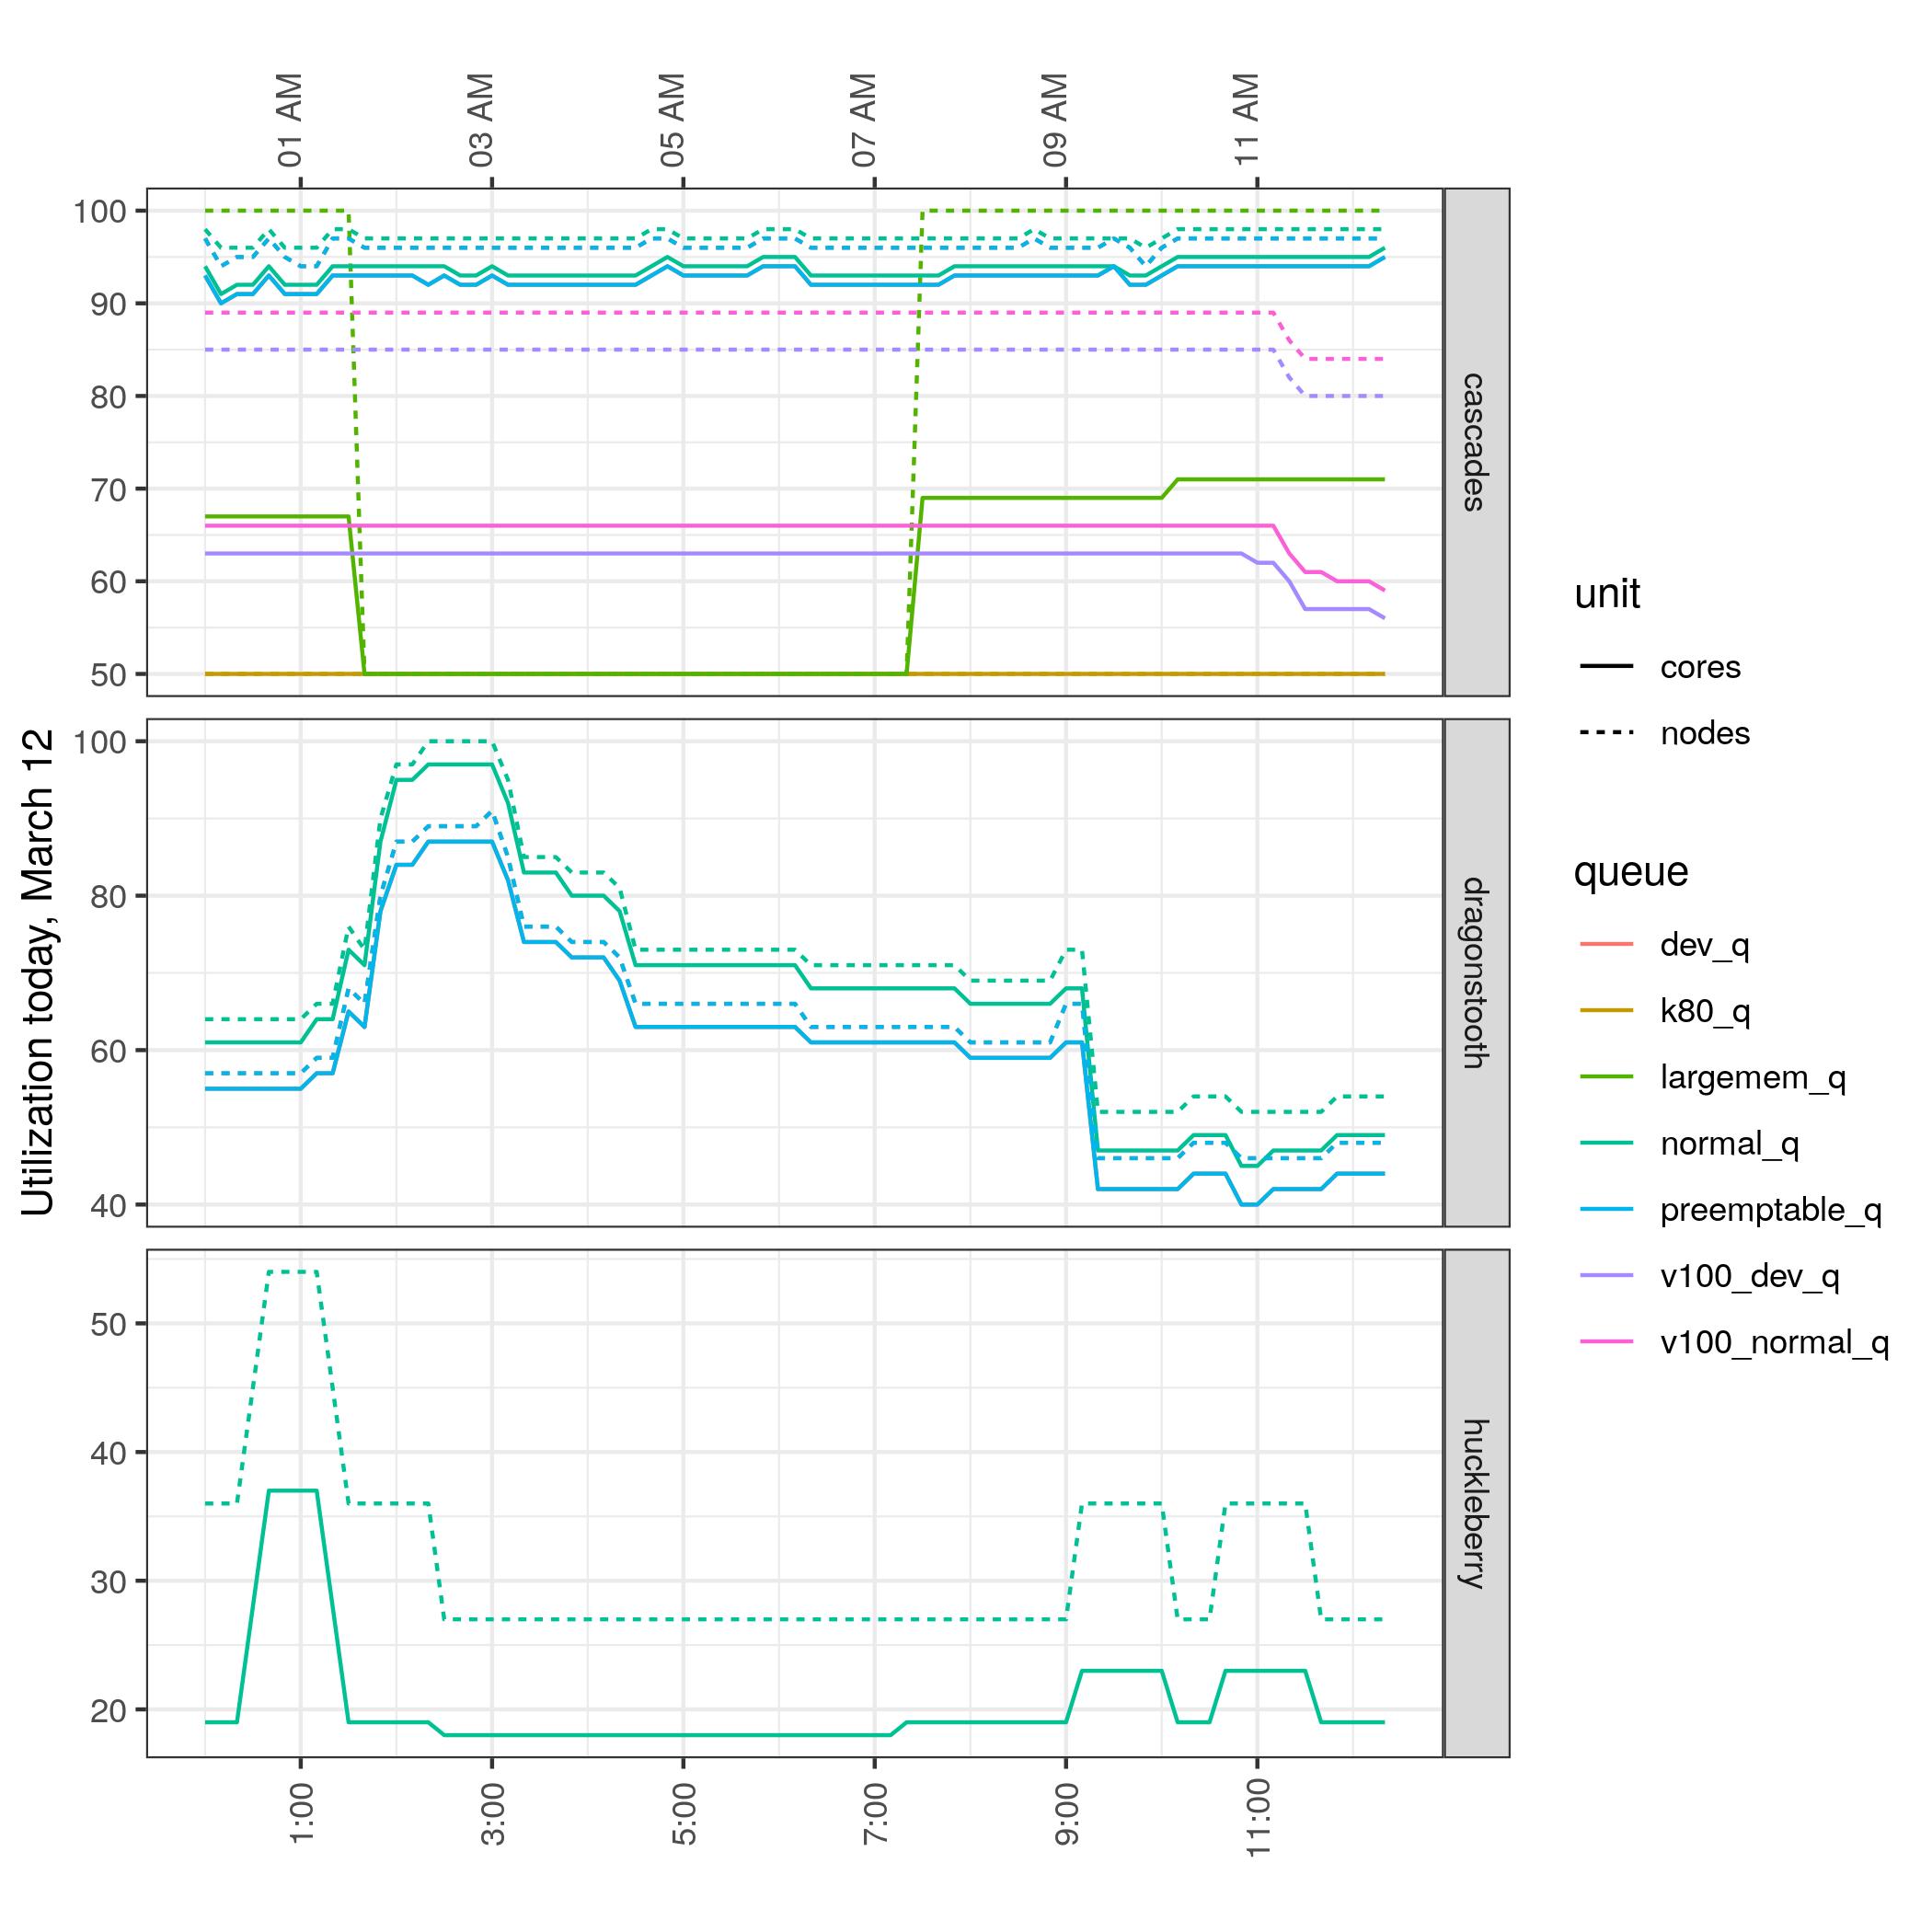 01 AM
03 AM
05 AM
07 AM
09 AM
11 AM
Utilization today, March 12
100
90
80
70
60
50
cascades
100
80
60
40
dragonstooth
50
40
30
20
huckleberry
1:00
3:00
5:00
7:00
9:00
11:00
unit
cores
nodes
queue
dev_q
k80_q
largemem_q
normal_q
preemptable_q
v100_dev_q
v100_normal_q